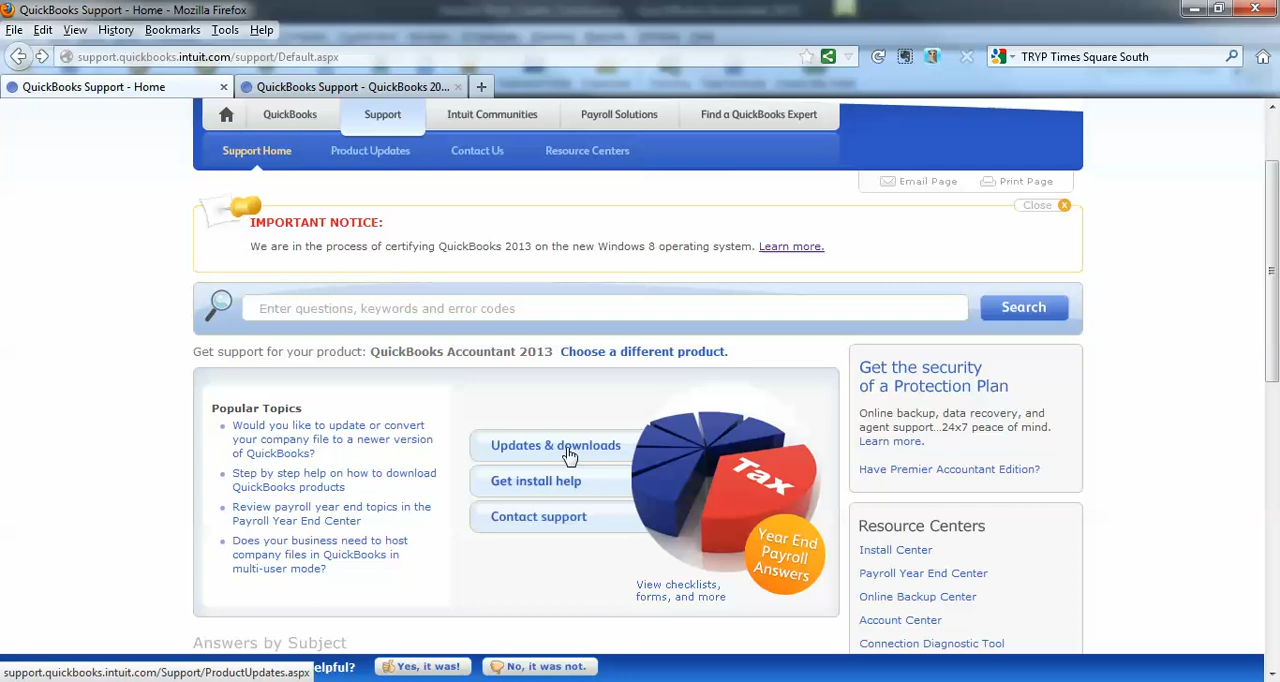 QuickBooks Support - Home - Mozilla Firefox
File Edit View History Bookmarks Tools Help
support.quickbooks.intuit.com/support/Default.aspx
TRYP Times Square South
QuickBooks Support - Home
QuickBooks Support - QuickBooks 20...
QuickBooks Support Intuit Communities Payroll Solutions Find a QuickBooks Expert
Support Home Product Updates Contact Us Resource Centers
Email Page Print Page
Close
IMPORTANT NOTICE:
We are in the process of certifying QuickBooks 2013 on the new Windows 8 operating system. Learn more.
Enter questions, keywords and error codes
Search
Get support for your product: QuickBooks Accountant 2013 Choose a different product.
Popular Topics
Would you like to update or convert
your company file to a newer version
of QuickBooks?
Step by step help on how to download
QuickBooks products
Review payroll year end topics in the
Payroll Year End Center
Does your business need to host
company files in QuickBooks in
multi-user mode?
Updates & downloads
Get install help
Contact support
Tax
Year End
Payroll
Answers
View checklists,
forms, and more
Get the security
of a Protection Plan
Online backup, data recovery, and
agent support...24x7 peace of mind.
Learn more.
Have Premier Accountant Edition?
Resource Centers
Install Center
Payroll Year End Center
Online Backup Center
Account Center
Connection Diagnostic Tool
Answers by Subject
elpful? Yes, it was! No, it was not.
support.quickbooks.intuit.com/Support/ProductUpdates.aspx